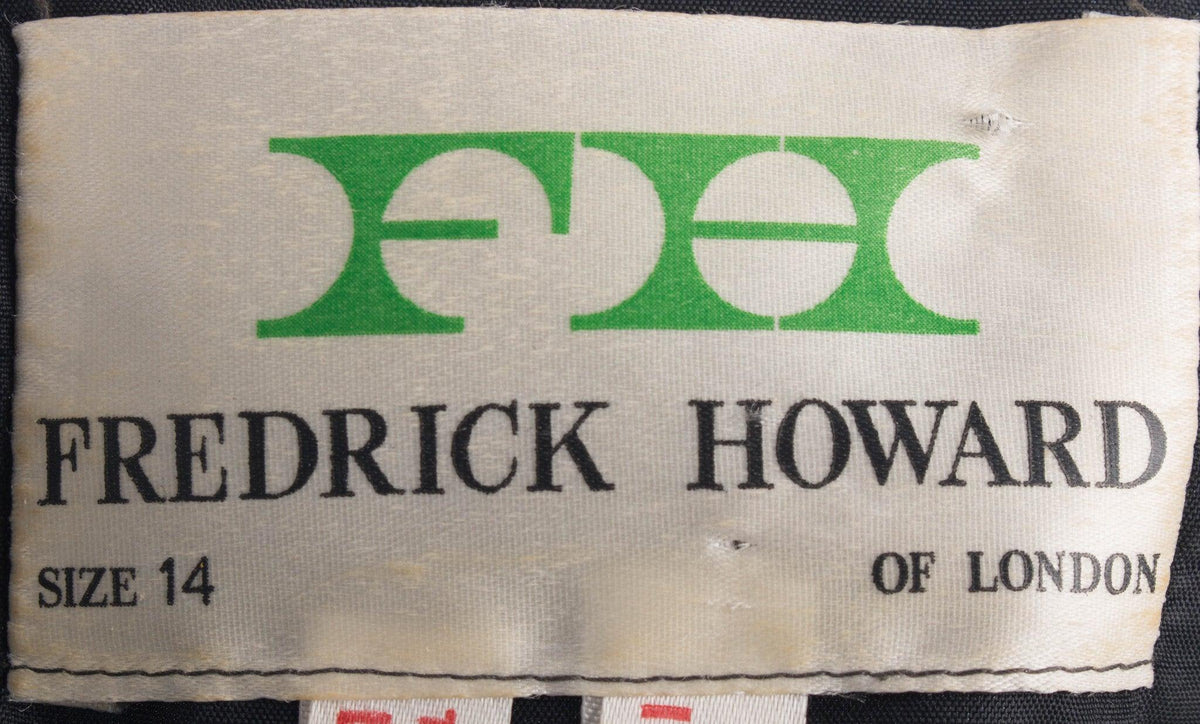 FH
FREDRICK HOWARD
SIZE 14
OF LONDON